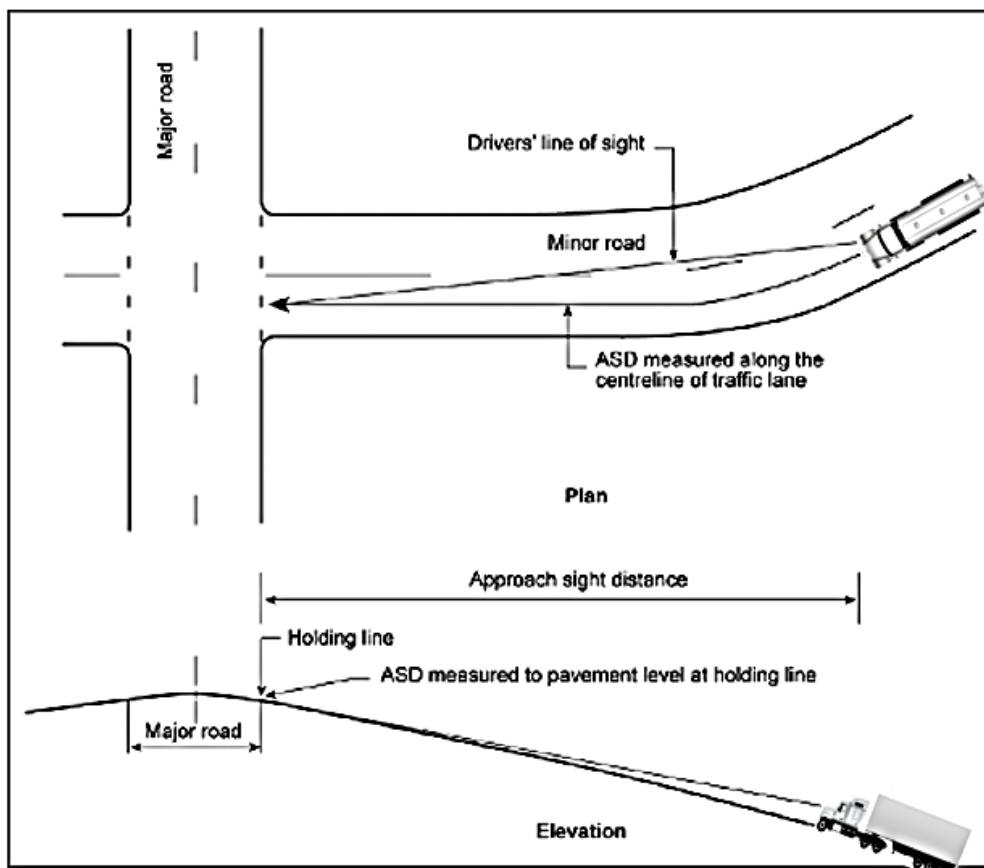 Major road
Drivers' line of sight
Minor road
ASD measured along the
centreline of traffic lane
Plan
Approach sight distance
Holding line
ASD measured to pavement level at holding line
Major road
Elevation